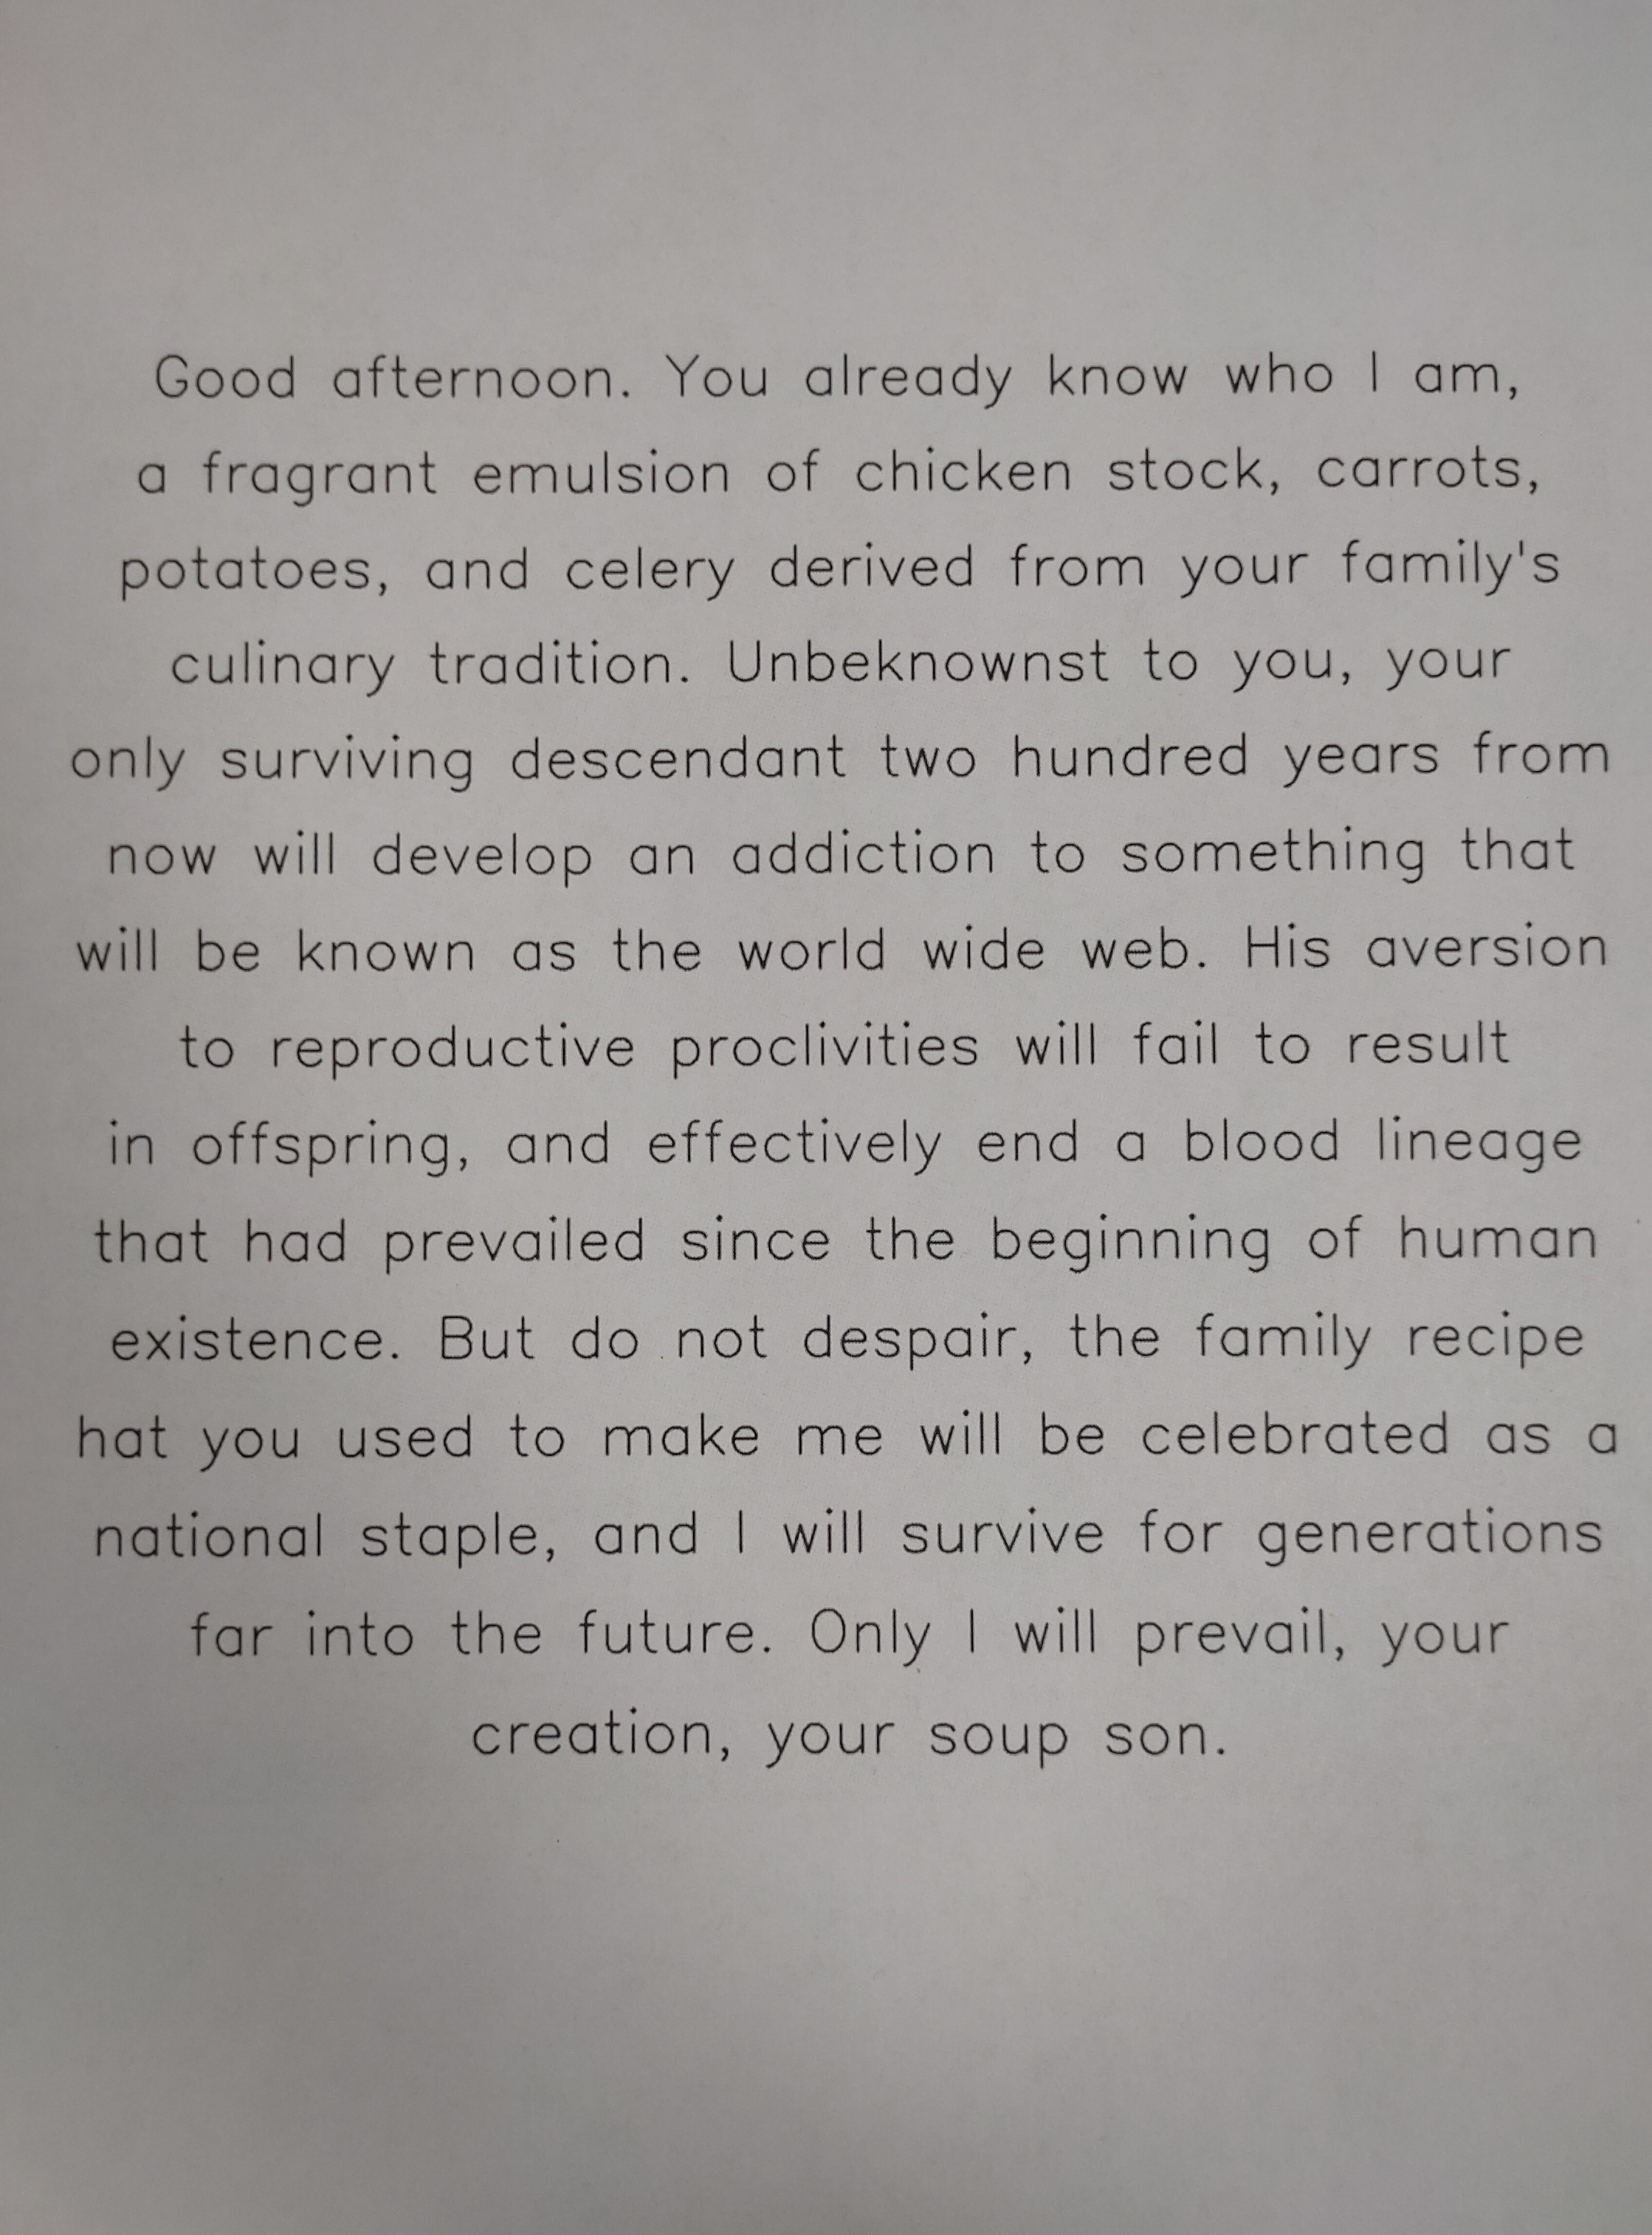 Good afternoon. You already know who I am,
a fragrant emulsion of chicken stock, carrots,
potatoes, and celery derived from your family's
culinary tradition. Unbeknownst to you, your
only surviving descendant two hundred years from
now will develop an addiction to something that
will be known as the world wide web. His aversion
to reproductive proclivities will fail to result
in offspring, and effectively end a blood lineage
that had prevailed since the beginning of human
existence. But do not despair, the family recipe
hat you used to make me will be celebrated as a
national staple, and I will survive for generations
far into the future. Only I will prevail, your
creation, your soup son.